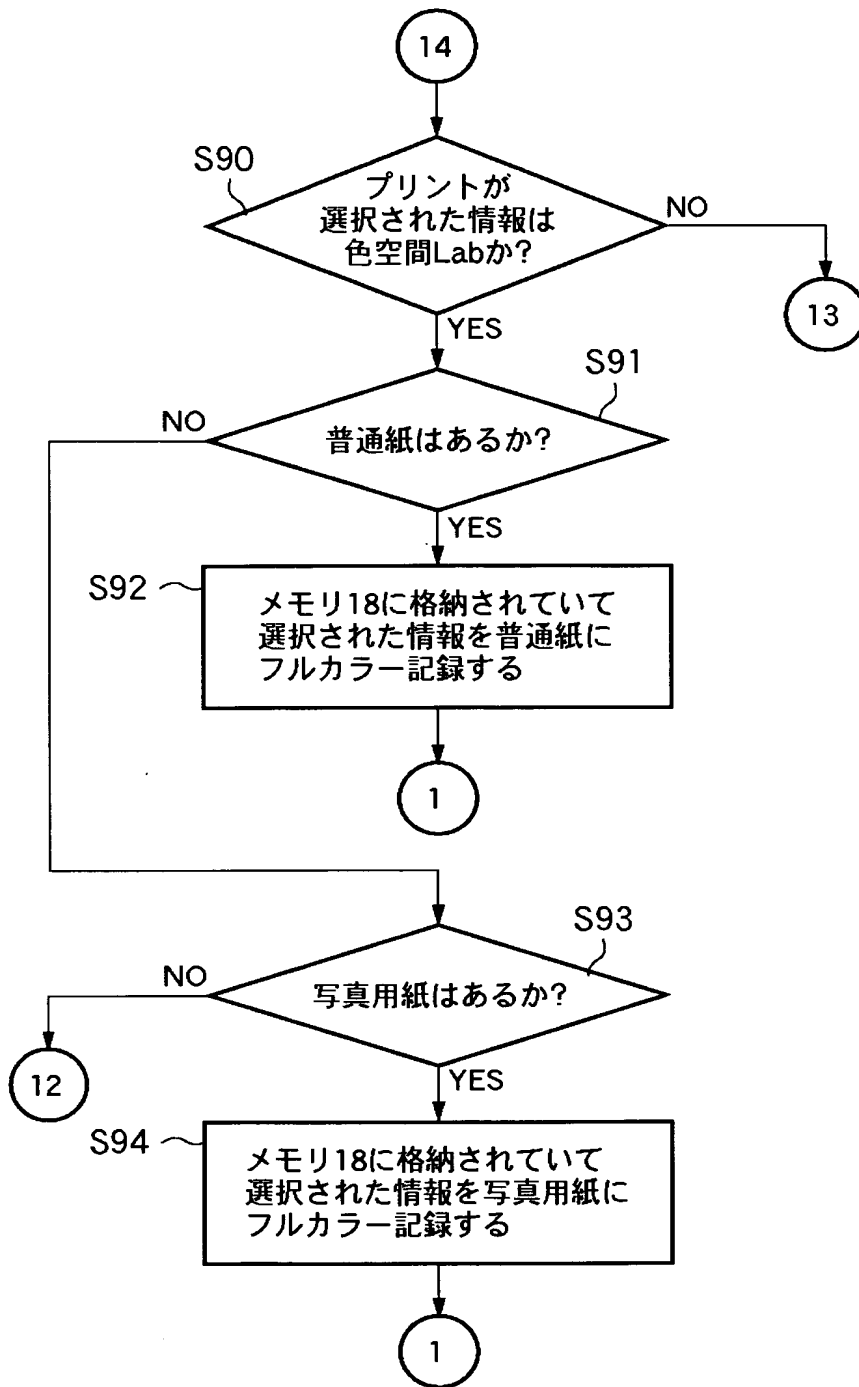 14
S90
プリントが
選択された情報は
色空間Labか?
NO
13
YES
S91
NO
普通紙はあるか?
YES
S92
メモリ18に格納されていて
選択された情報を普通紙に
フルカラー記録する
1
S93
NO
写真用紙はあるか?
12
YES
S94
メモリ18に格納されていて
選択された情報を写真用紙に
フルカラー記録する
1